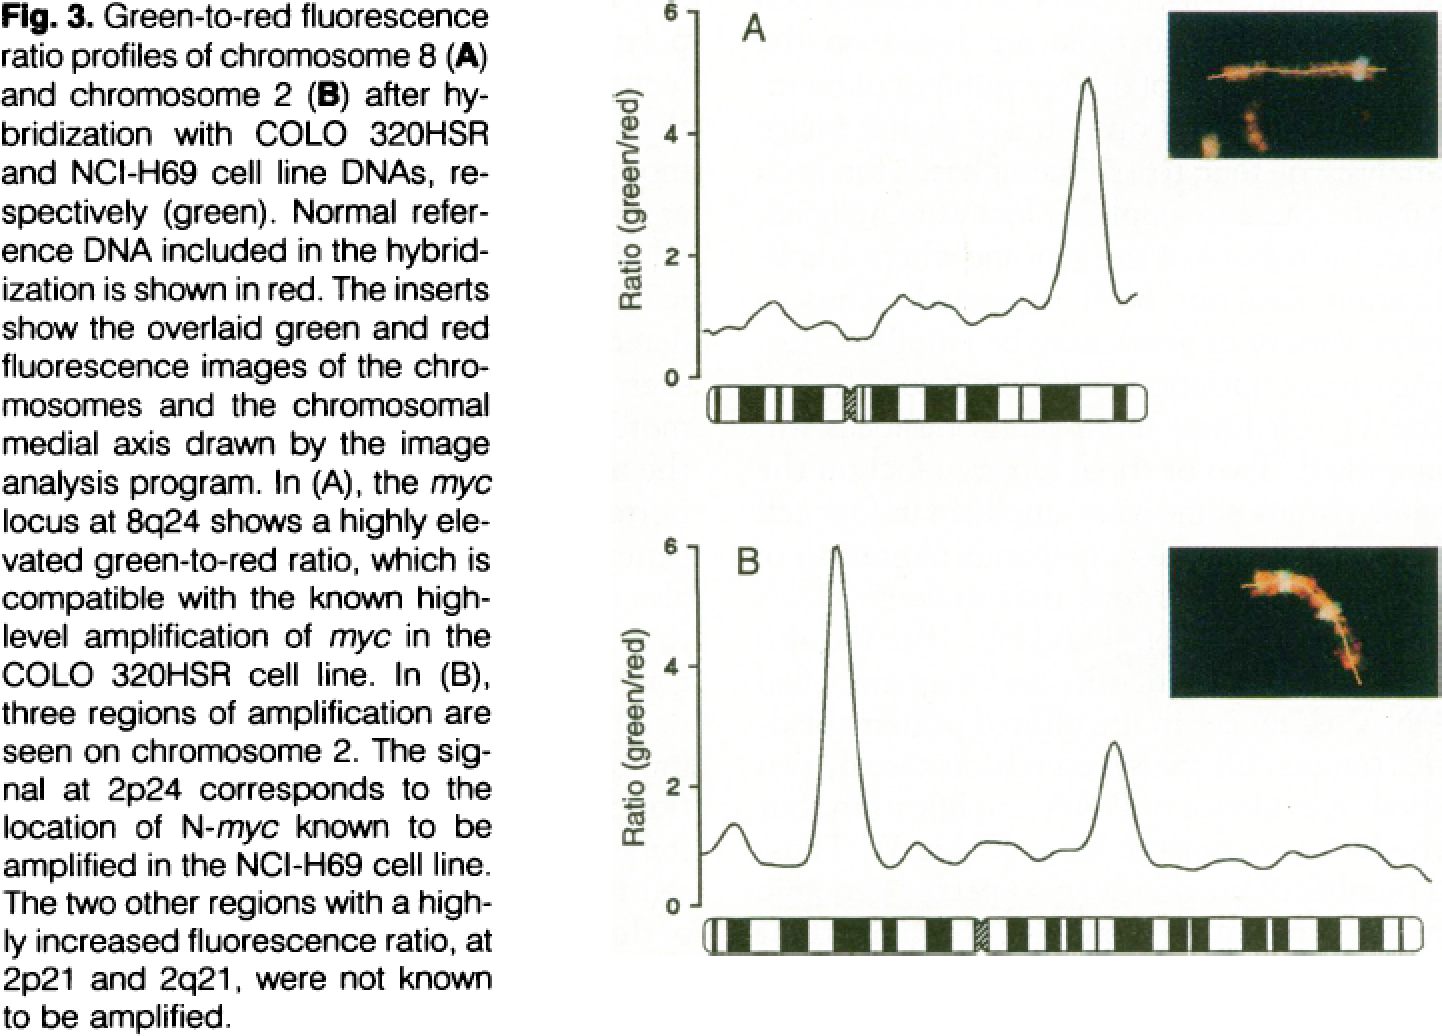 Fig. 3. Green-to-red fluorescence
ratio profiles of chromosome 8 (A)
and chromosome 2 (B) after hy-
bridization with COLO 320HSR
and NCI-H69 cell line DNAs, re-
spectively (green). Normal refer-
ence DNA included in the hybrid-
ization is shown in red. The inserts
show the overlaid green and red
fluorescence images of the chro-
mosomes and the chromosomal
medial axis drawn by the image
analysis program. In (A), the myc
locus at 8q24 shows a highly ele-
vated green-to-red ratio, which is
compatible with the known high-
level amplification of myc in the
COLO 320HSR cell line. In (B),
three regions of amplification are
seen on chromosome 2. The sig-
nal at 2p24 corresponds to the
location of N-myc known to be
amplified in the NCI-H69 cell line.
The two other regions with a high-
ly increased fluorescence ratio, at
2p21 and 2q21, were not known
to be amplified.
A
Ratio (green/red)
6
4
2
0
B
Ratio (green/red)
6
4
2
0